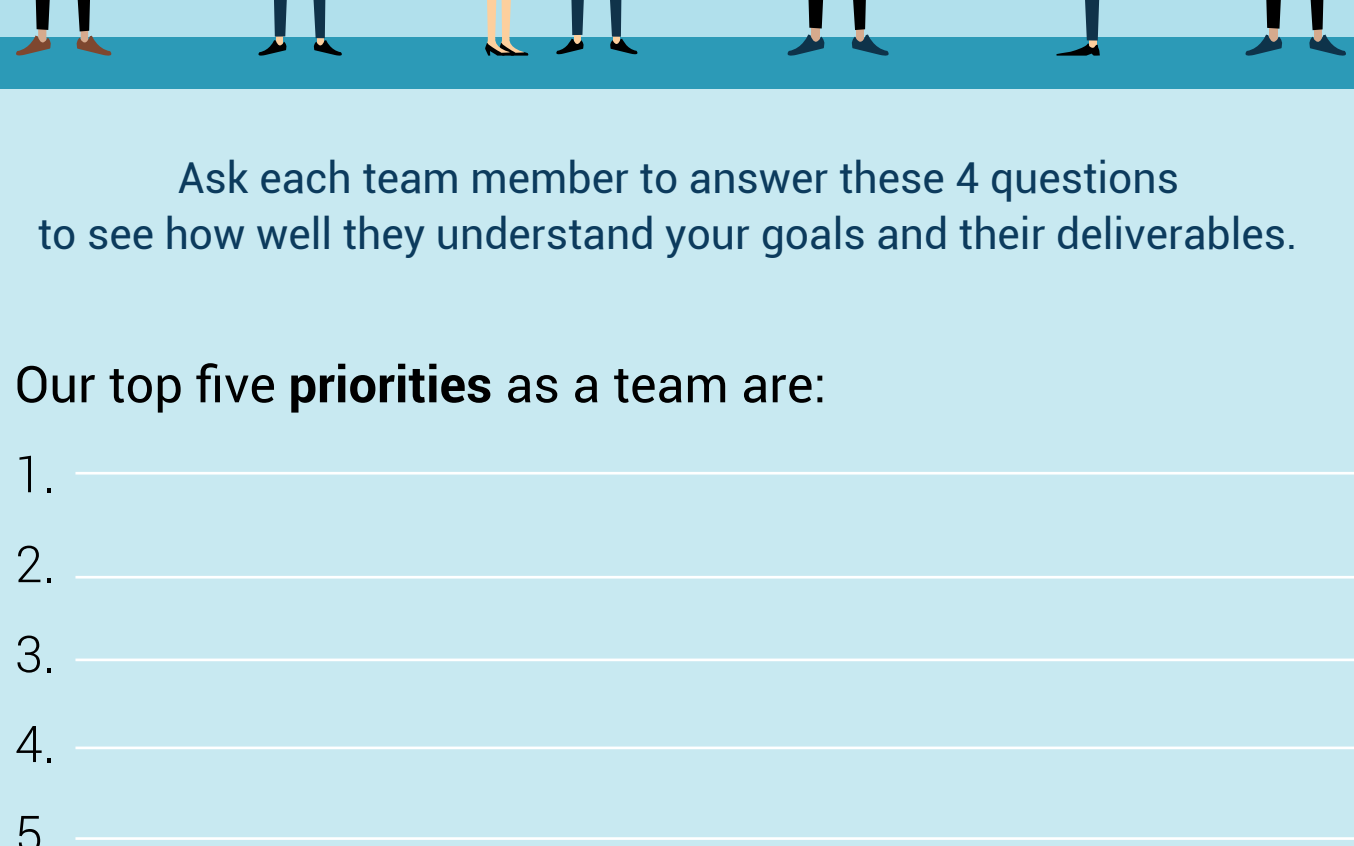 Ask each team member to answer these 4 questions
to see how well they understand your goals and their deliverables.
Our top five priorities as a team are:
1.
2.
3.
4.
5